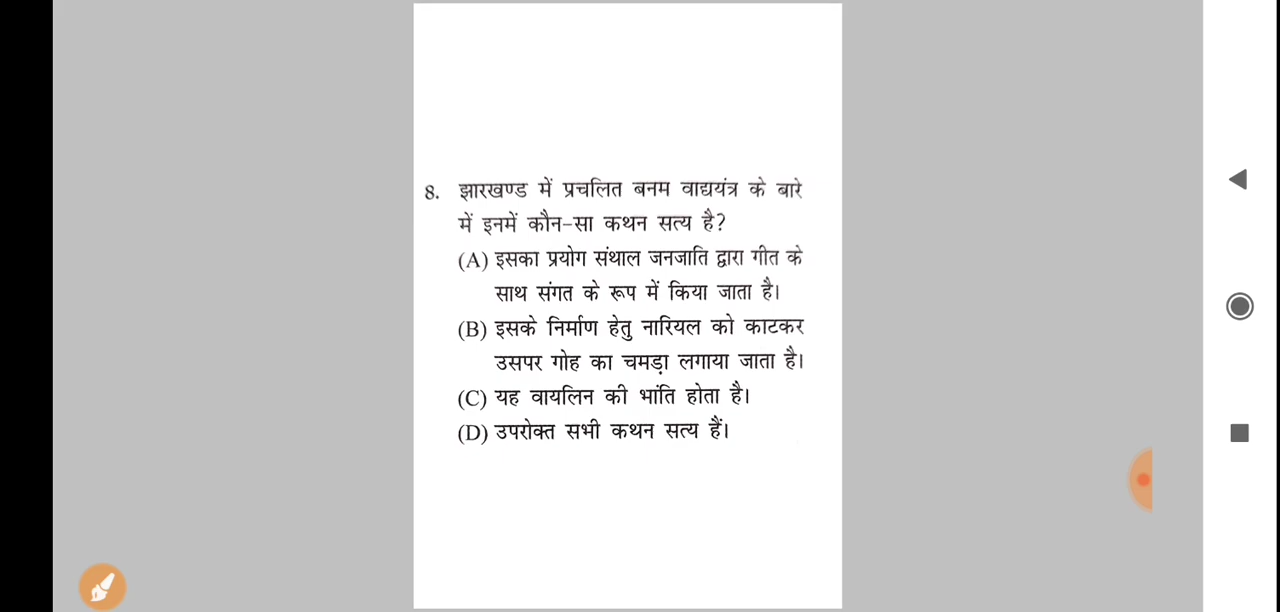 8. झारखण्ड में प्रचलित बनम वाद्ययंत्र के बारे
में इनमें कौन-सा कथन सत्य है?
(A) इसका प्रयोग संथाल जनजाति द्वारा गीत के
साथ संगत के रूप में किया जाता है।
(B) इसके निर्माण हेतु नारियल को काटकर
उसपर गोह का चमड़ा लगाया जाता है।
(C) यह वायलिन की भांति होता है।
(D) उपरोक्त सभी कथन सत्य हैं।